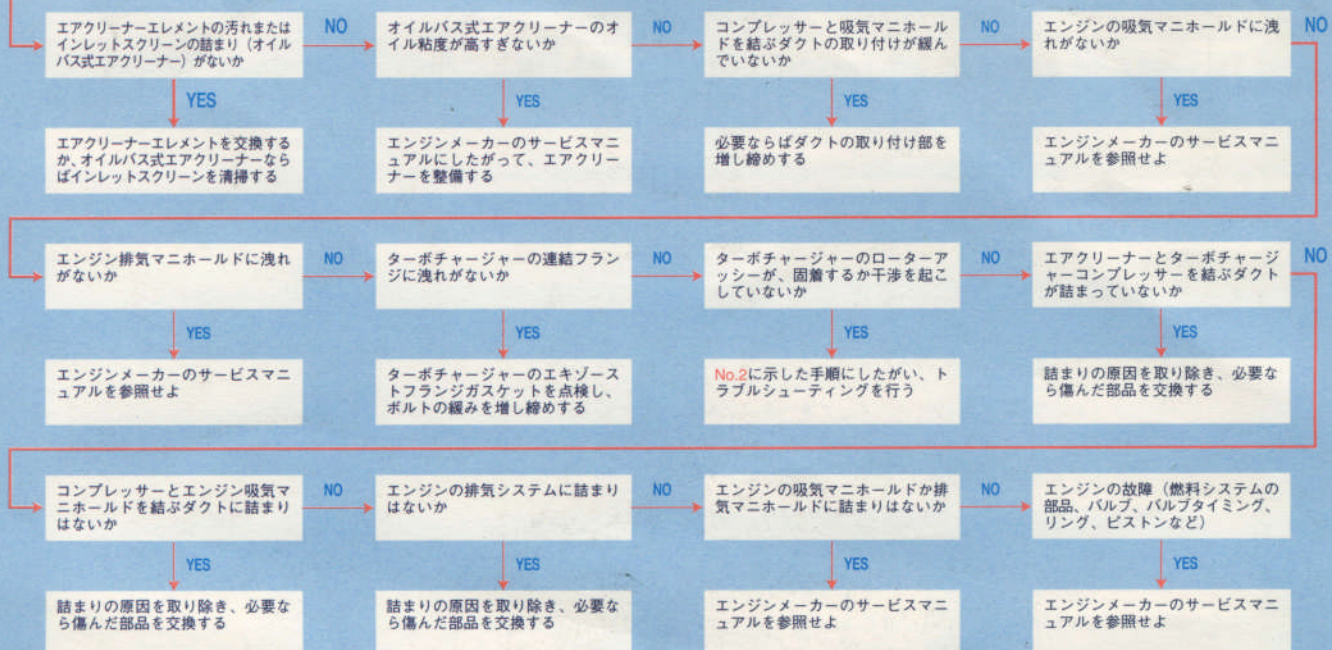 エアクリーナーエレメントの汚れまたは
インレットスクリーンの詰まり（オイル
バス式エアクリーナー）がないか
NO
オイルバス式エアクリーナーのオ
イル粘度が高すぎないか
NO
コンプレッサーと吸気マニホール
ドを結ぶダクトの取り付けが緩ん
でいないか
NO
エンジンの吸気マニホールドに洩
れがないか
NO
YES
YES
YES
YES
エアクリーナーエレメントを交換する
か、オイルバス式エアクリーナーなら
ばインレットスクリーンを清掃する
エンジンメーカーのサービスマニ
ュアルにしたがって、エアクリー
ナーを整備する
必要ならばダクトの取り付け部を
増し締めする
エンジンメーカーのサービスマニ
ュアルを参照せよ
エンジン排気マニホールドに洩れ
がないか
NO
ターボチャージャーの連結フラン
ジに洩れがないか
NO
ターボチャージャーのローターア
ッシーが、固着するか干渉を起こ
していないか
NO
エアクリーナーとターボチャージ
ャーコンプレッサーを結ぶダクト
が詰まっていないか
NO
YES
YES
YES
YES
エンジンメーカーのサービスマニ
ュアルを参照せよ
ターボチャージャーのエキゾース
トフランジガスケットを点検し、
ボルトの緩みを増し締めする
No.2に示した手順にしたがい、ト
ラブルシューティングを行う
詰まりの原因を取り除き、必要な
ら傷んだ部品を交換する
コンプレッサーとエンジン吸気マ
ニホールドを結ぶダクトに詰まり
はないか
NO
エンジンの排気システムに詰まり
はないか
NO
エンジンの吸気マニホールドか排
気マニホールドに詰まりはないか
NO
エンジンの故障（燃料システムの
部品、バルブ、バルブタイミング、
リング、ピストンなど）
YES
YES
YES
YES
詰まりの原因を取り除き、必要な
ら傷んだ部品を交換する
詰まりの原因を取り除き、必要な
ら傷んだ部品を交換する
エンジンメーカーのサービスマニ
ュアルを参照せよ
エンジンメーカーのサービスマニ
ュアルを参照せよ